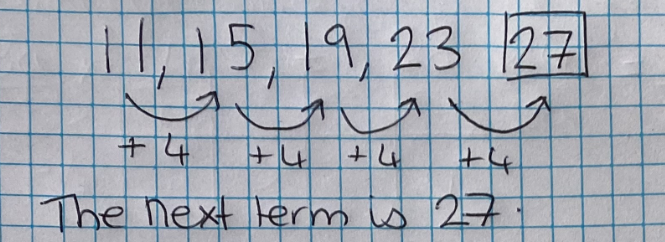 11, 15, 19, 23 27
+ 4 + 4 + 4 + 4
The next term is 27.